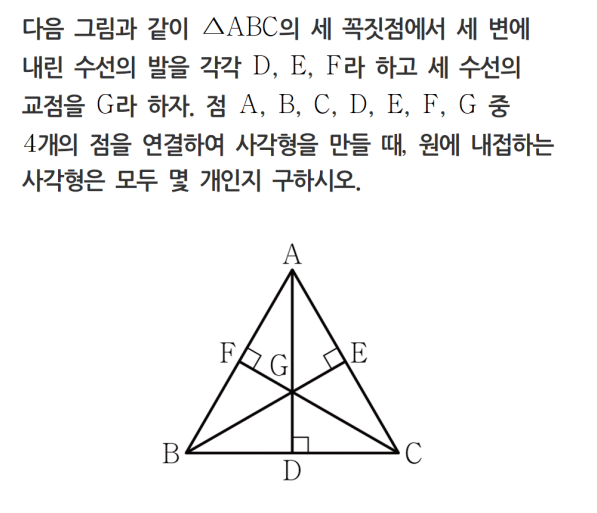 다음 그림과 같이 △ABC의 세 꼭짓점에서 세 변에
내린 수선의 발을 각각 D, E, F라 하고 세 수선의
교점을 G라 하자. 점 A, B, C, D, E, F, G 중
4개의 점을 연결하여 사각형을 만들 때, 원에 내접하는
사각형은 모두 몇 개인지 구하시오.
A
F G E
B D C